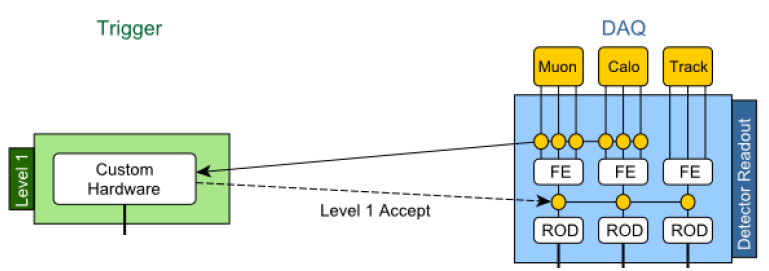 Trigger
DAQ
Muon
Calo
Track
Level 1
Custom
Hardware
Level 1 Accept
FE
FE
FE
ROD
ROD
ROD
Detector Readout